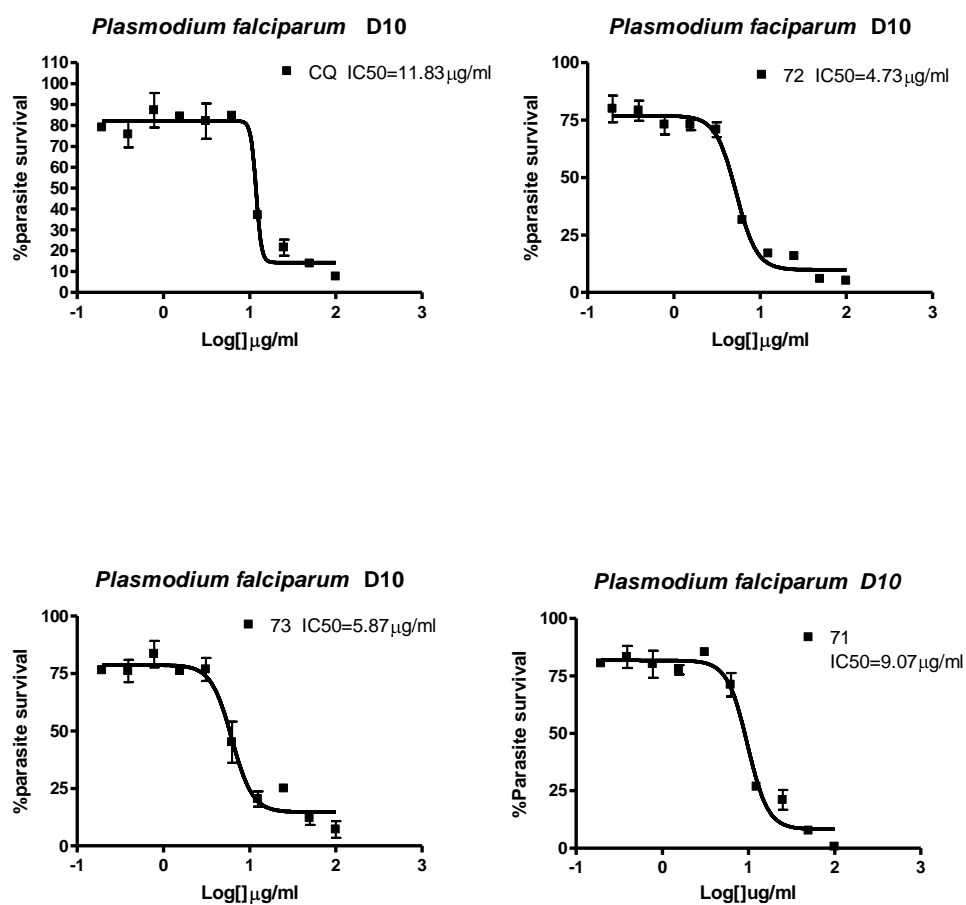 Plasmodium falciparum D10
CQ IC50=11.83μg/ml
110
100
90
80
70
60
50
40
30
20
10
0
%parasite survival
-1 0 1 2 3
Log[]μg/ml
Plasmodium faciparum D10
72 IC50=4.73μg/ml
100
75
50
25
0
%parasite survival
-1 0 1 2 3
Log[]μg/ml
Plasmodium falciparum D10
73 IC50=5.87μg/ml
100
75
50
25
0
%parasite survival
-1 0 1 2 3
Log[]μg/ml
Plasmodium falciparum D10
71
IC50=9.07μg/ml
100
75
50
25
0
%Parasite survival
-1 0 1 2 3
Log[]ug/ml